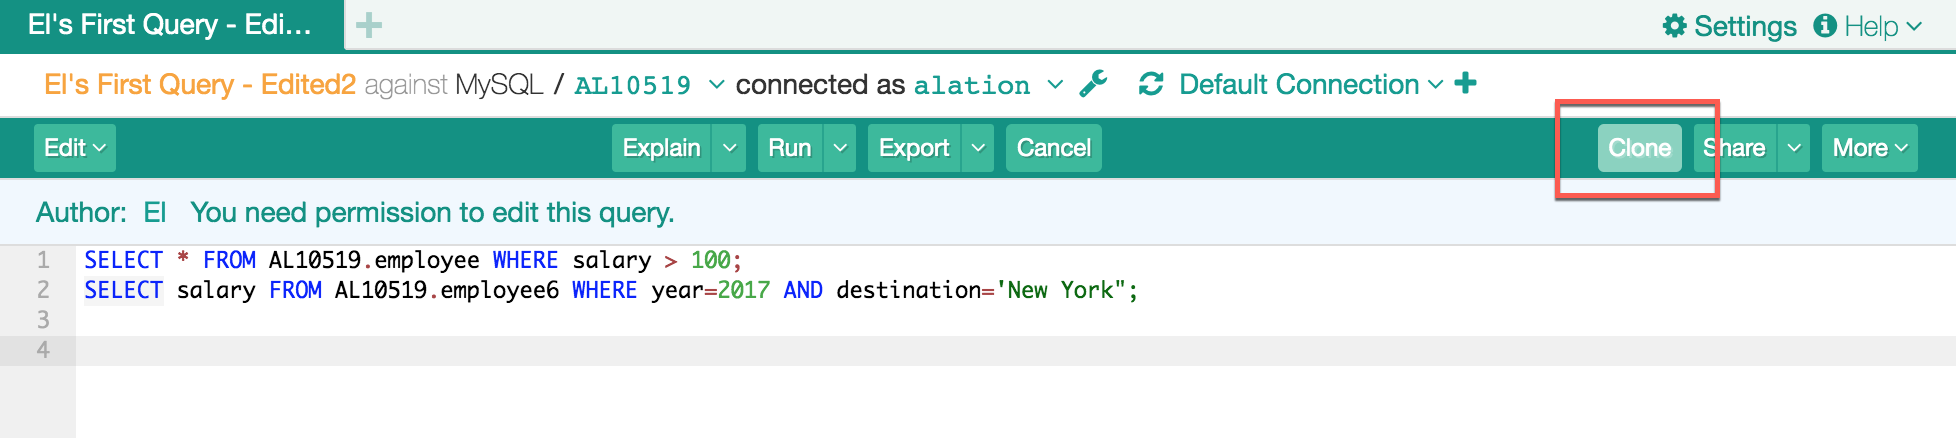 El's First Query - Edi...
Settings Help
El's First Query - Edited2 against MySQL / AL10519 connected as alation Default Connection
Edit Explain Run Export Cancel Clone Share More
Author: El You need permission to edit this query.
1 SELECT * FROM AL10519.employee WHERE salary > 100;
2 SELECT salary FROM AL10519.employee6 WHERE year=2017 AND destination='New York";
3
4